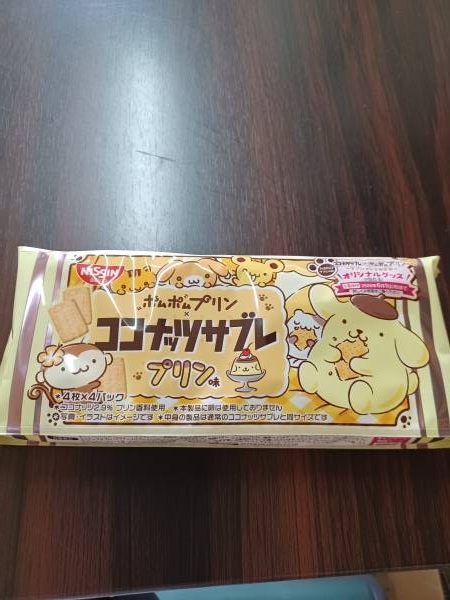 NISSIN
ポムポムプリン
×
ココナッツサブレ
プリン味
オリジナルグッズ
*4枚×4パック
*ココナッツ2.9% プリン香料使用 *本製品に卵は使用しておりません
*写真・イラストはイメージです *中身の製品は通常のココナッツサブレと同サイズです